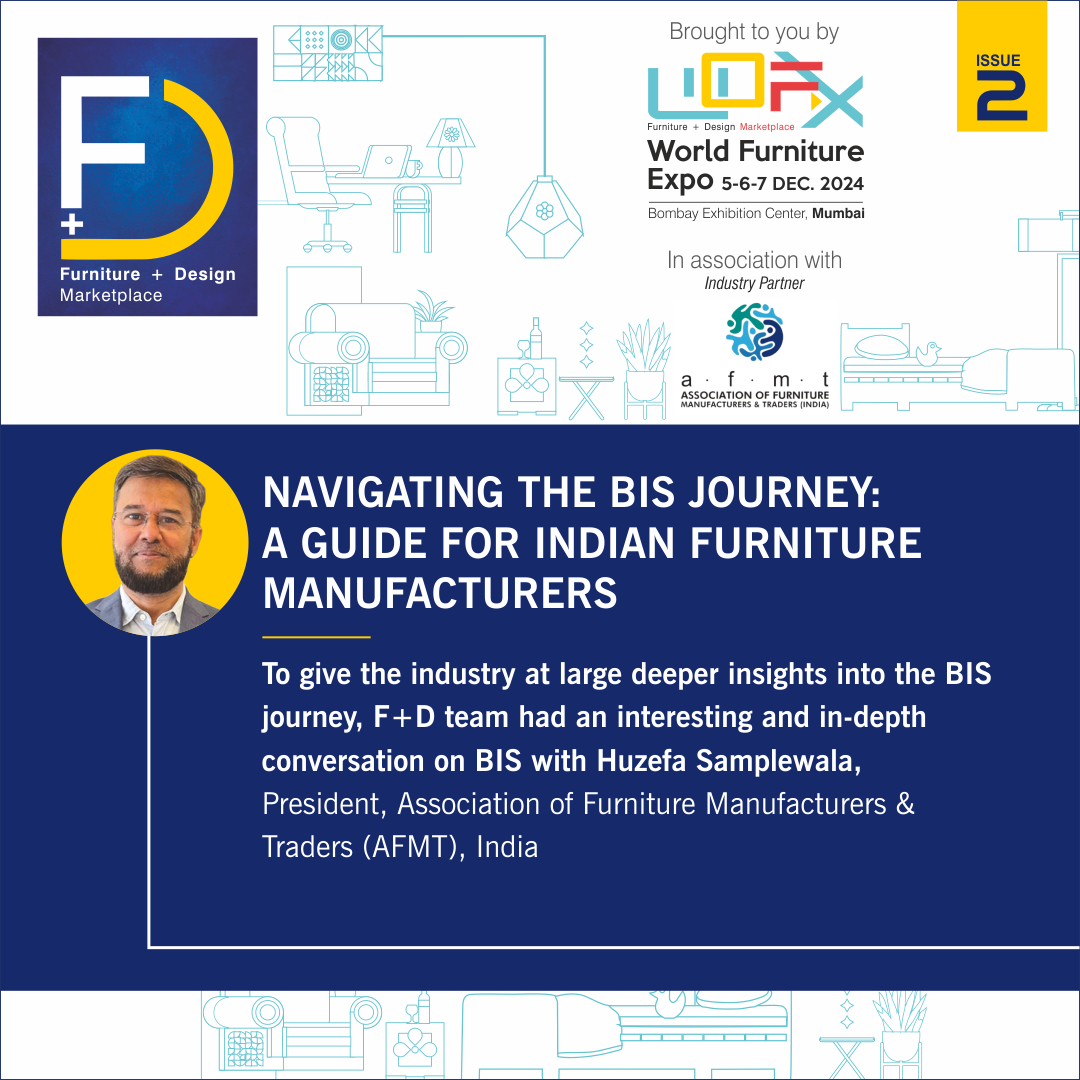 F
+
D
Furniture + Design
Marketplace
Brought to you by
WOFX
Furniture + Design Marketplace
World Furniture
Expo 5-6-7 DEC. 2024
Bombay Exhibition Center, Mumbai
In association with
Industry Partner
a · f · m · t
ASSOCIATION OF FURNITURE
MANUFACTURERS & TRADERS (INDIA)
ISSUE
2
NAVIGATING THE BIS JOURNEY:
A GUIDE FOR INDIAN FURNITURE
MANUFACTURERS
To give the industry at large deeper insights into the BIS
journey, F+D team had an interesting and in-depth
conversation on BIS with Huzefa Samplewala,
President, Association of Furniture Manufacturers &
Traders (AFMT), India